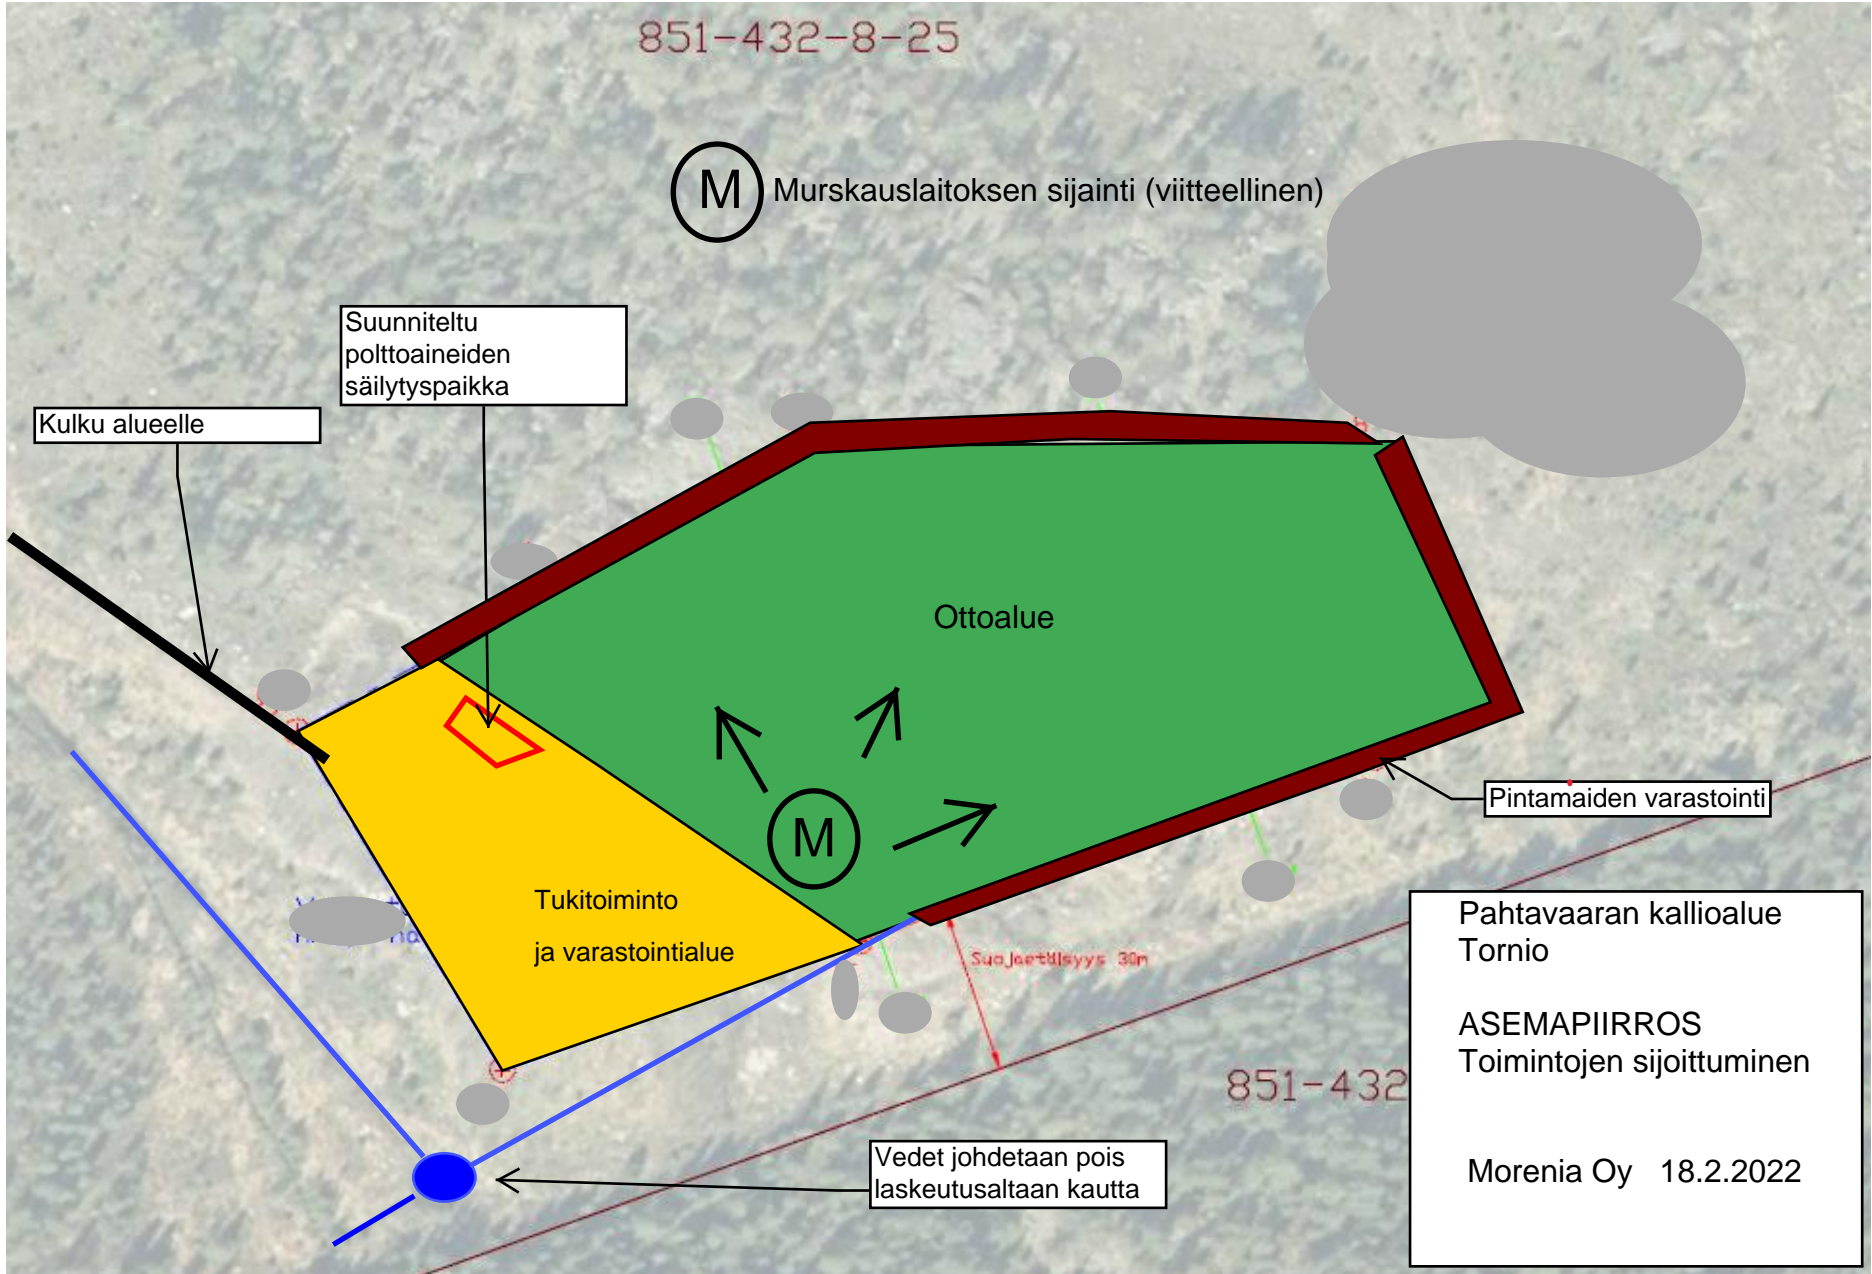 851-432-8-25
M Murskauslaitoksen sijainti (viitteellinen)
Suunniteltu
polttoaineiden
säilytyspaikka
Kulku alueelle
Ottoalue
M
Pintamaiden varastointi
Tukitoiminto
ja varastointialue
Suojaetäisyys 30m
851-432
Vedet johdetaan pois
laskeutusaltaan kautta
Pahtavaaran kallioalue
Tornio
ASEMAPIIRROS
Toimintojen sijoittuminen
Morenia Oy 18.2.2022